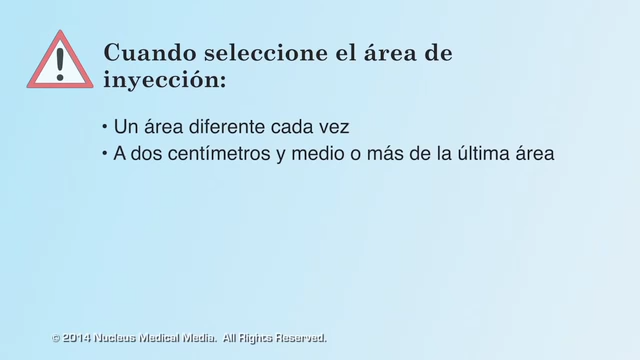 Cuando seleccione el área de
inyección:
• Un área diferente cada vez
• A dos centímetros y medio o más de la última área
© 2014 Nucleus Medical Media. All Rights Reserved.